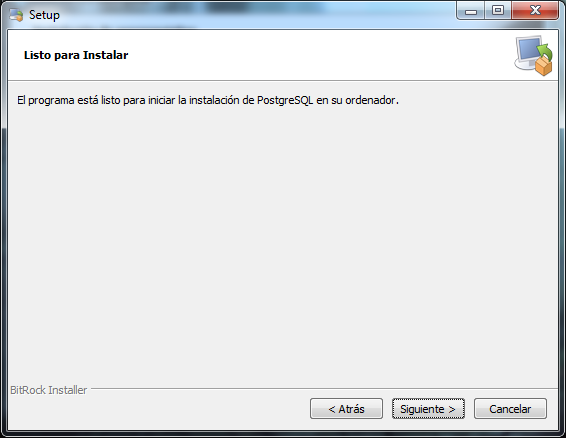 Setup
Listo para Instalar
El programa está listo para iniciar la instalación de PostgreSQL en su ordenador.
BitRock Installer
< Atrás
Siguiente >
Cancelar